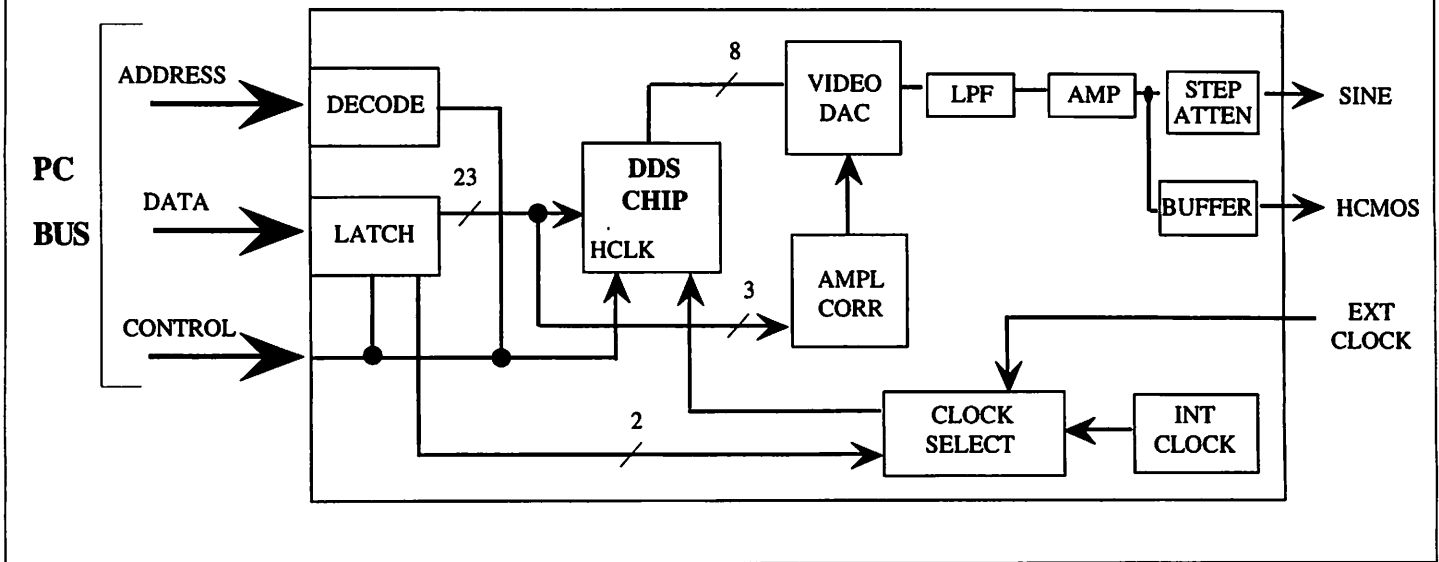 PC
BUS
ADDRESS
DATA
CONTROL
DECODE
LATCH
23
DDS
CHIP
HCLK
8
VIDEO
DAC
LPF
AMP
STEP
ATTEN
SINE
BUFFER
HCMOS
AMPL
CORR
3
2
CLOCK
SELECT
INT
CLOCK
EXT
CLOCK